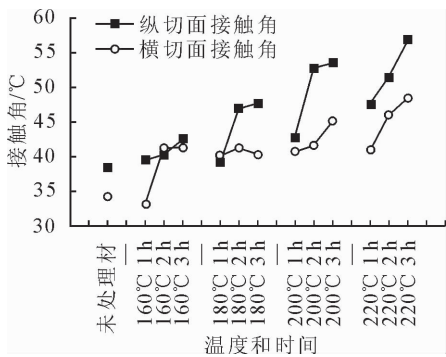 60
55
50
45
40
35
30
接触角/℃
纵切面接触角
横切面接触角
未处理材
160℃ 1h
160℃ 2h
160℃ 3h
180℃ 1h
180℃ 2h
180℃ 3h
200℃ 1h
200℃ 2h
200℃ 3h
220℃ 1h
220℃ 2h
220℃ 3h
温度和时间